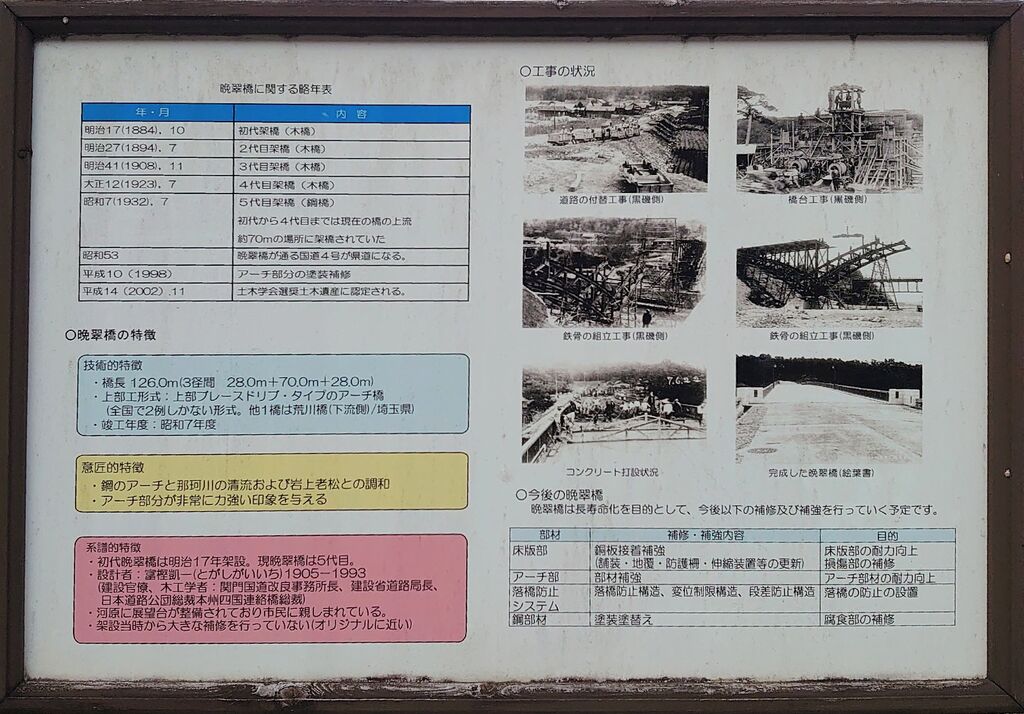 晩翠橋に関する略年表
年・月 内容
明治17(1884)．10 初代架橋（木橋）
明治27(1894)．7 2代目架橋（木橋）
明治41(1908)．11 3代目架橋（木橋）
大正12(1923)．7 4代目架橋（木橋）
昭和7(1932)．7 5代目架橋（鋼橋）
初代から4代目までは現在の橋の上流
約70mの場所に架橋されていた
昭和53 晩翠橋が通る国道4号が県道になる。
平成10（1998） アーチ部分の塗装補修
平成14（2002）.11 土木学会選奨土木遺産に認定される。
○晩翠橋の特徴
技術的特徴
・橋長 126.0m(3径間　28.0m+70.0m+28.0m)
・上部工形式：上部ブレースドリブ・タイプのアーチ橋
(全国で2例しかない形式。他1橋は荒川橋(下流側)/埼玉県)
・竣工年度：昭和7年度
意匠的特徴
・鋼のアーチと那珂川の清流および岩上老松との調和
・アーチ部分が非常に力強い印象を与える
系譜的特徴
・初代晩翠橋は明治17年架設。現晩翠橋は5代目。
・設計者：富樫凱一(とがしがいいち)1905－1993
(建設官僚、木工学者：関門国道改良事務所長、建設省道路局長、
日本道路公団総裁本州四国連絡橋総裁)
・河原に展望台が整備されており市民に親しまれている。
・架設当時から大きな補修を行っていない(オリジナルに近い)
○工事の状況
道路の付替工事(黒磯側)
橋台工事(黒磯側)
鉄骨の組立工事(黒磯側)
鉄骨の組立工事(黒磯側)
7.6.2
コンクリート打設状況
完成した晩翠橋(絵葉書)
○今後の晩翠橋
晩翠橋は長寿命化を目的として、今後以下の補修及び補強を行っていく予定です。
部材 補修・補強内容 目的
床版部 鋼板接着補強 床版部の耐力向上
(舗装・地覆・防護柵・伸縮装置等の更新) 損傷部の補修
アーチ部 部材補強 アーチ部材の耐力向上
落橋防止 落橋防止構造、変位制限構造、段差防止構造 落橋の防止の設置
システム
鋼部材 塗装塗替え 腐食部の補修